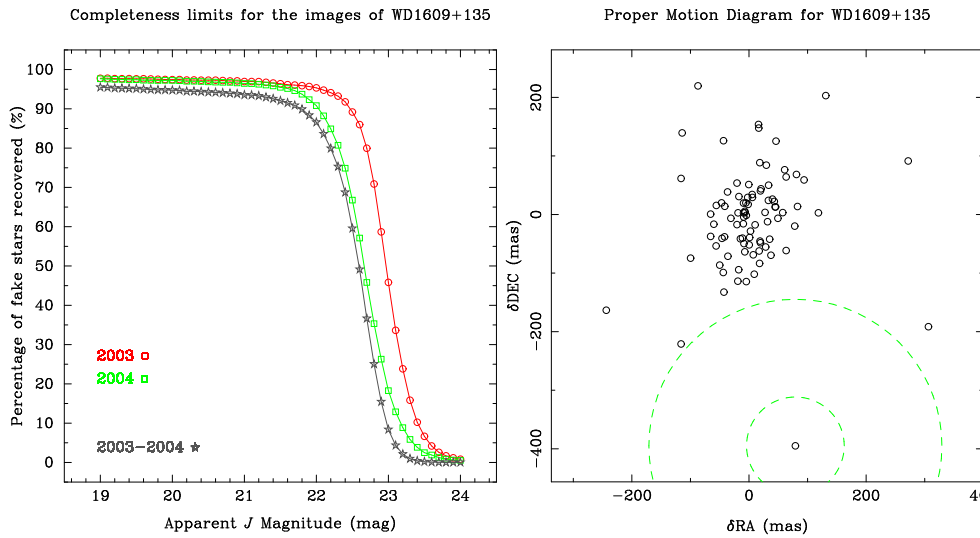 Completeness limits for the images of WD1609+135
100
90
80
70
60
50
40
30
20
10
0
Percentage of fake stars recovered (%)
2003
2004
2003−2004
19 20 21 22 23 24
Apparent J Magnitude (mag)
Proper Motion Diagram for WD1609+135
200
0
−200
−400
δDEC (mas)
−200 0 200
δRA (mas)